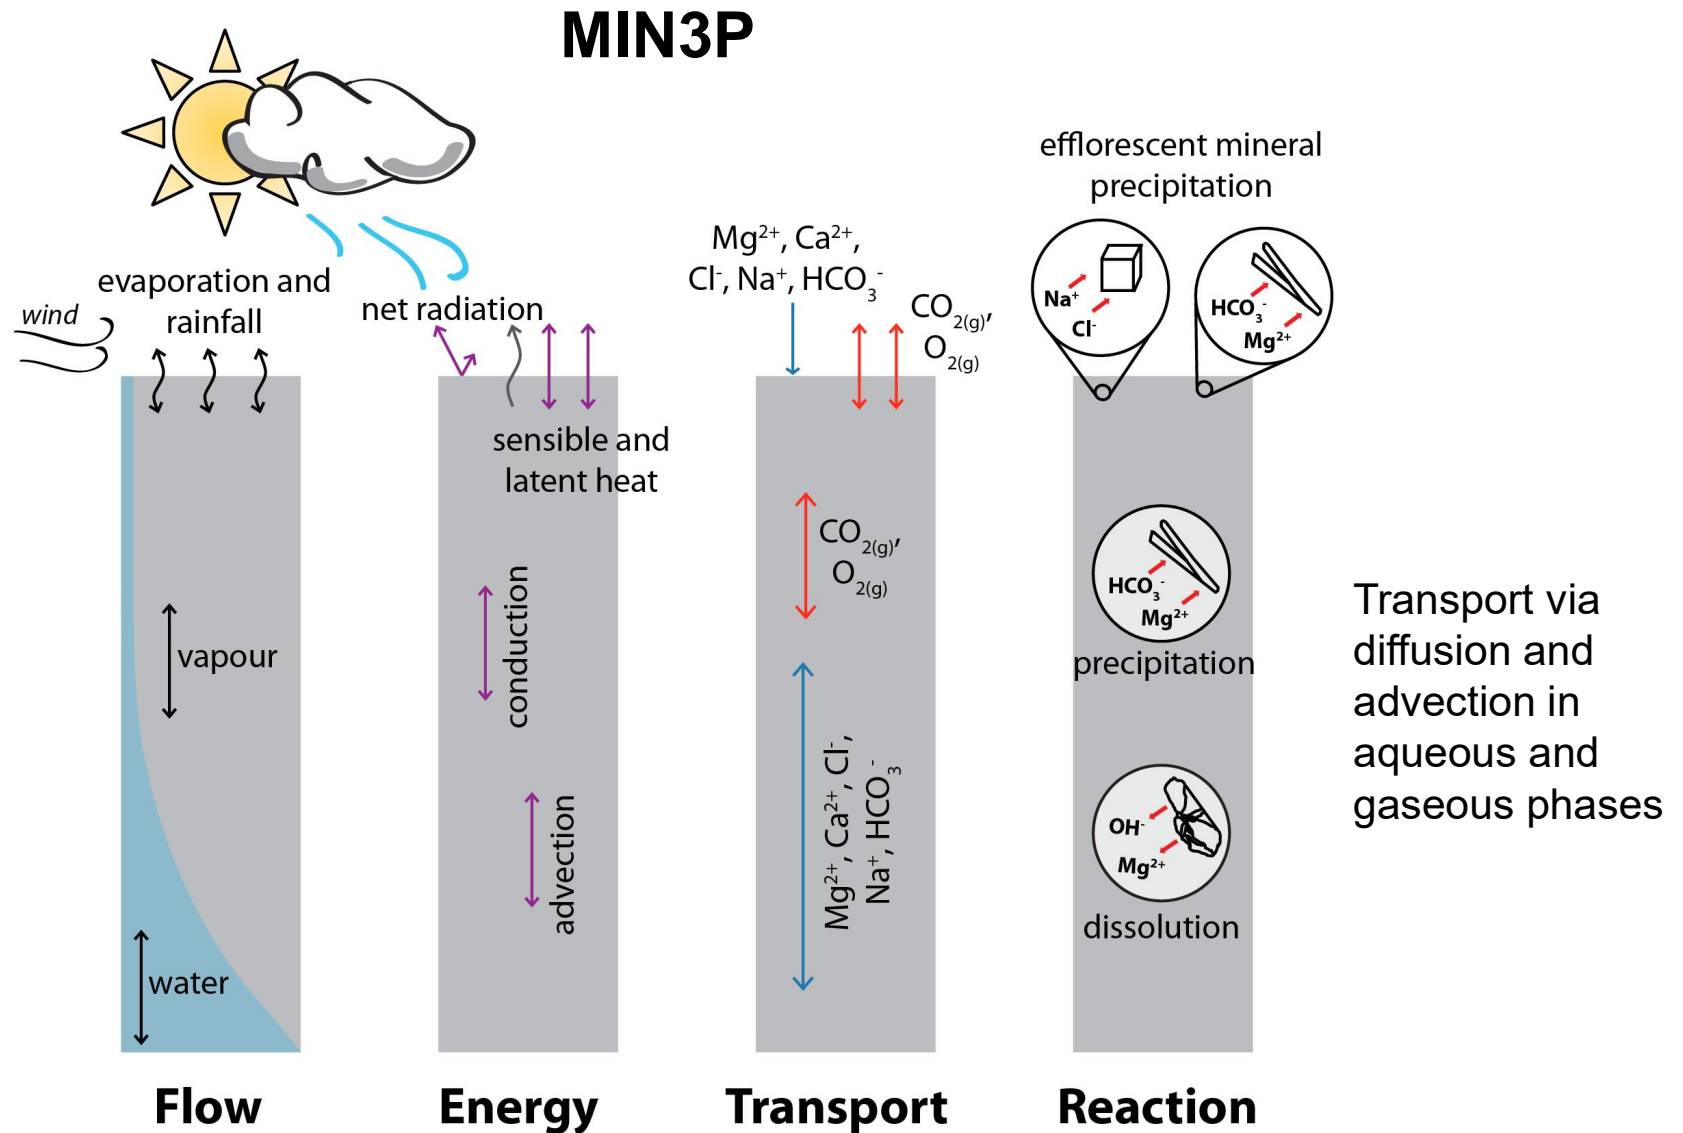 MIN3P
evaporation and
rainfall
wind
net radiation
Mg²⁺, Ca²⁺,
Cl⁻, Na⁺, HCO₃⁻
CO₂(g),
O₂(g)
efflorescent mineral
precipitation
Na⁺
Cl⁻
HCO₃⁻
Mg²⁺
sensible and
latent heat
vapour
water
conduction
advection
CO₂(g),
O₂(g)
Mg²⁺, Ca²⁺, Cl⁻,
Na⁺, HCO₃⁻
HCO₃⁻
Mg²⁺
precipitation
OH⁻
Mg²⁺
dissolution
Transport via
diffusion and
advection in
aqueous and
gaseous phases
Flow
Energy
Transport
Reaction